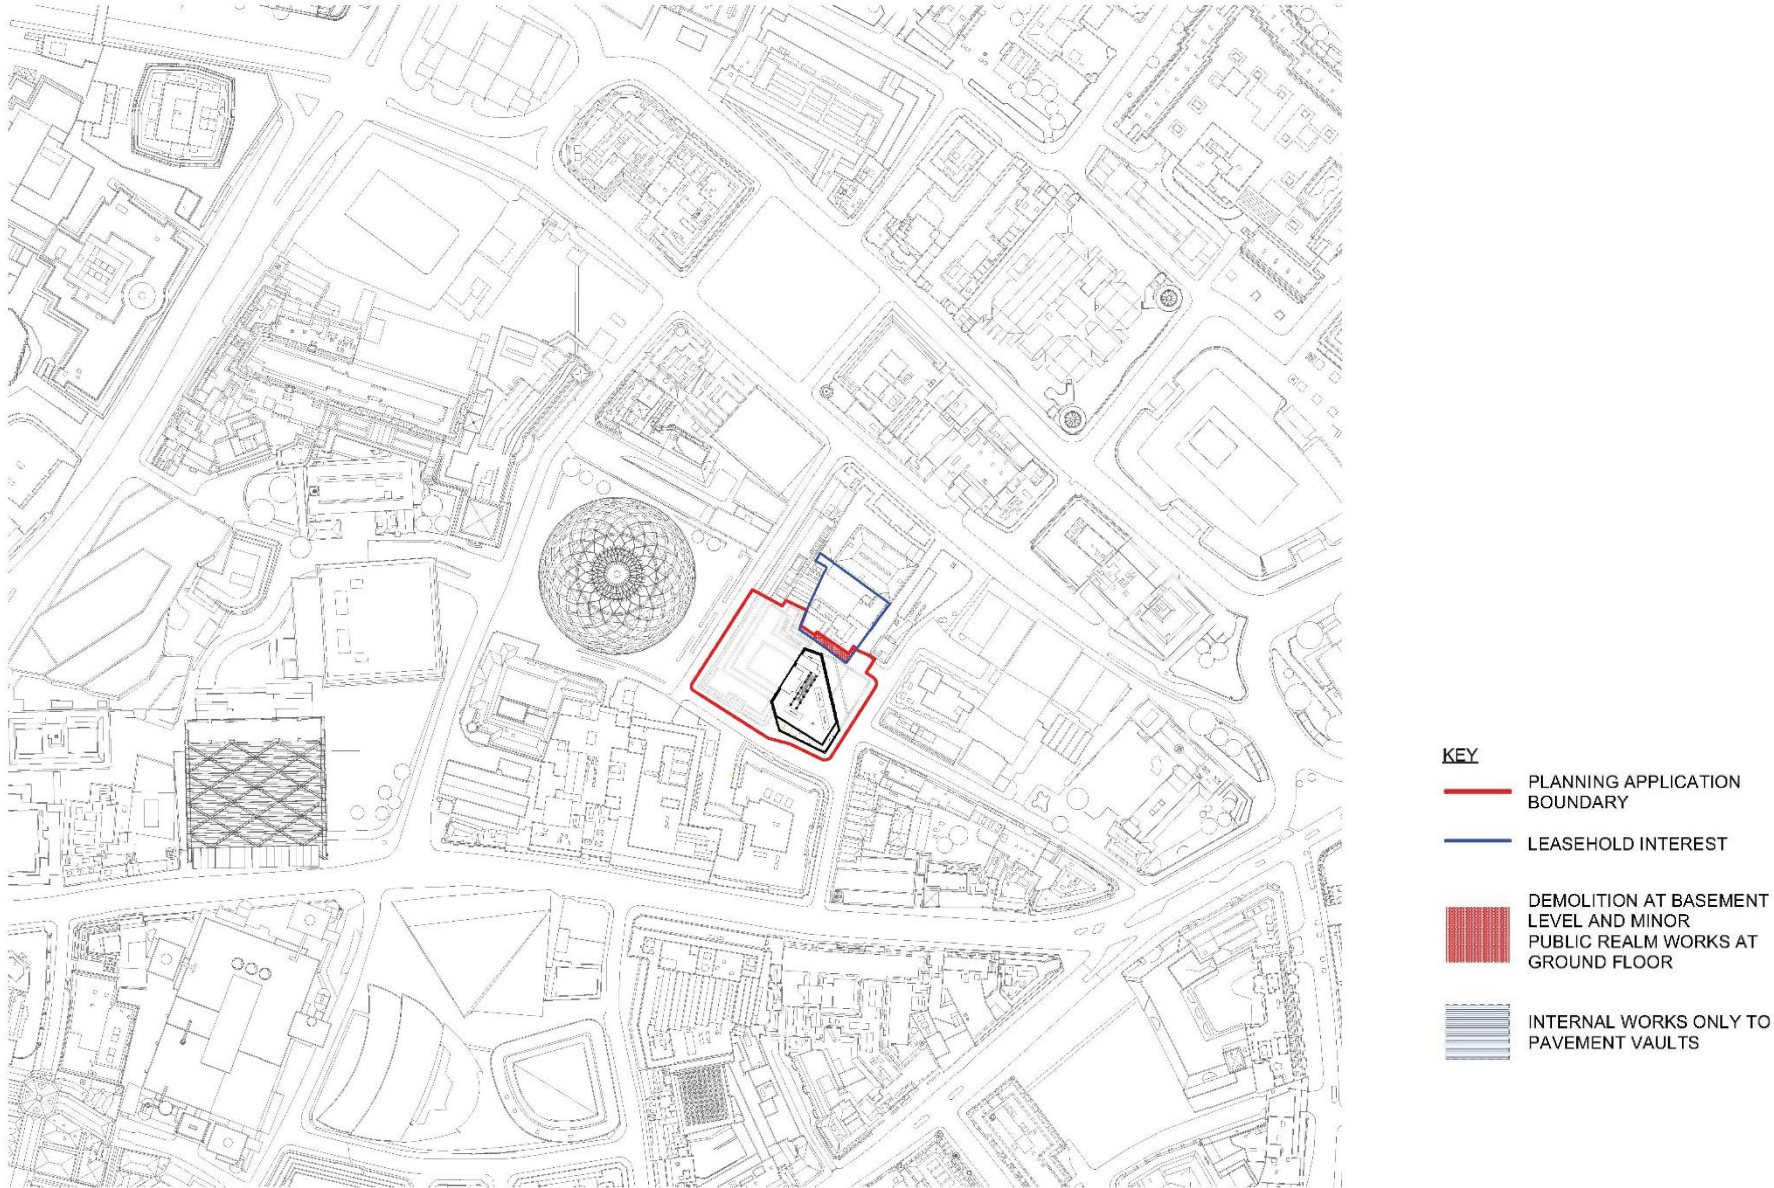 KEY
PLANNING APPLICATION
BOUNDARY
LEASEHOLD INTEREST
DEMOLITION AT BASEMENT
LEVEL AND MINOR
PUBLIC REALM WORKS AT
GROUND FLOOR
INTERNAL WORKS ONLY TO
PAVEMENT VAULTS